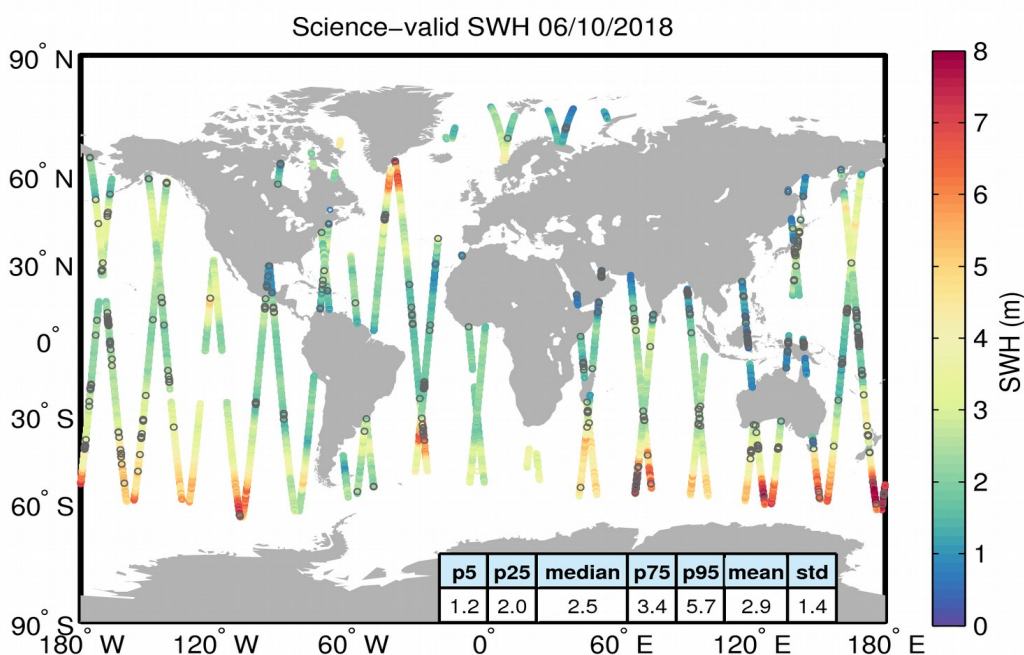 Science−valid SWH 06/10/2018
90° N
60° N
30° N
0°
30° S
60° S
90° S
180° W
120° W
60° W
0°
60° E
120° E
180° E
p5 p25 median p75 p95 mean std
1.2 2.0 2.5 3.4 5.7 2.9 1.4
8
7
6
5
4
3
2
1
0
SWH (m)